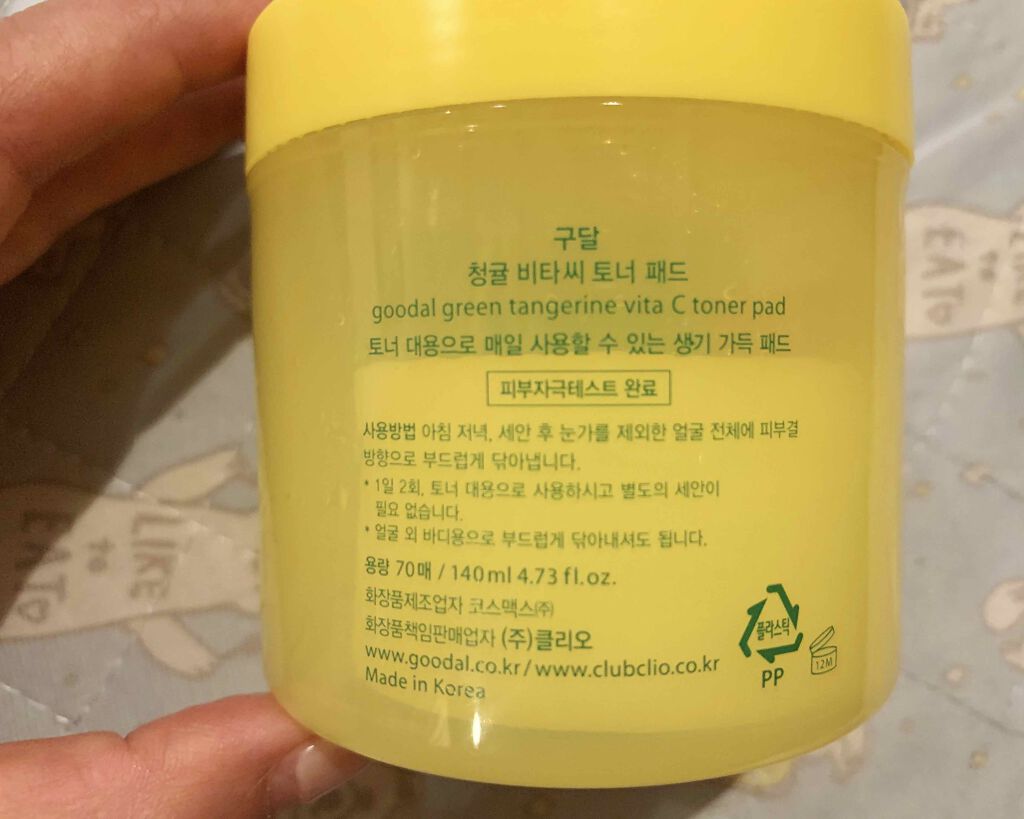 구달
청귤 비타씨 토너 패드
goodal green tangerine vita C toner pad
토너 대용으로 매일 사용할 수 있는 생기 가득 패드
피부자극테스트 완료
사용방법 아침 저녁, 세안 후 눈가를 제외한 얼굴 전체에 피부결
방향으로 부드럽게 닦아냅니다.
* 1일 2회, 토너 대용으로 사용하시고 별도의 세안이
필요 없습니다.
* 얼굴 외 바디용으로 부드럽게 닦아내셔도 됩니다.
용량 70매 / 140ml 4.73 fl.oz.
화장품제조업자 코스맥스㈜
화장품책임판매업자 (주)클리오
www.goodal.co.kr/www.clubclio.co.kr
Made in Korea
플라스틱
PP
12M
LIKE
TO
EAT